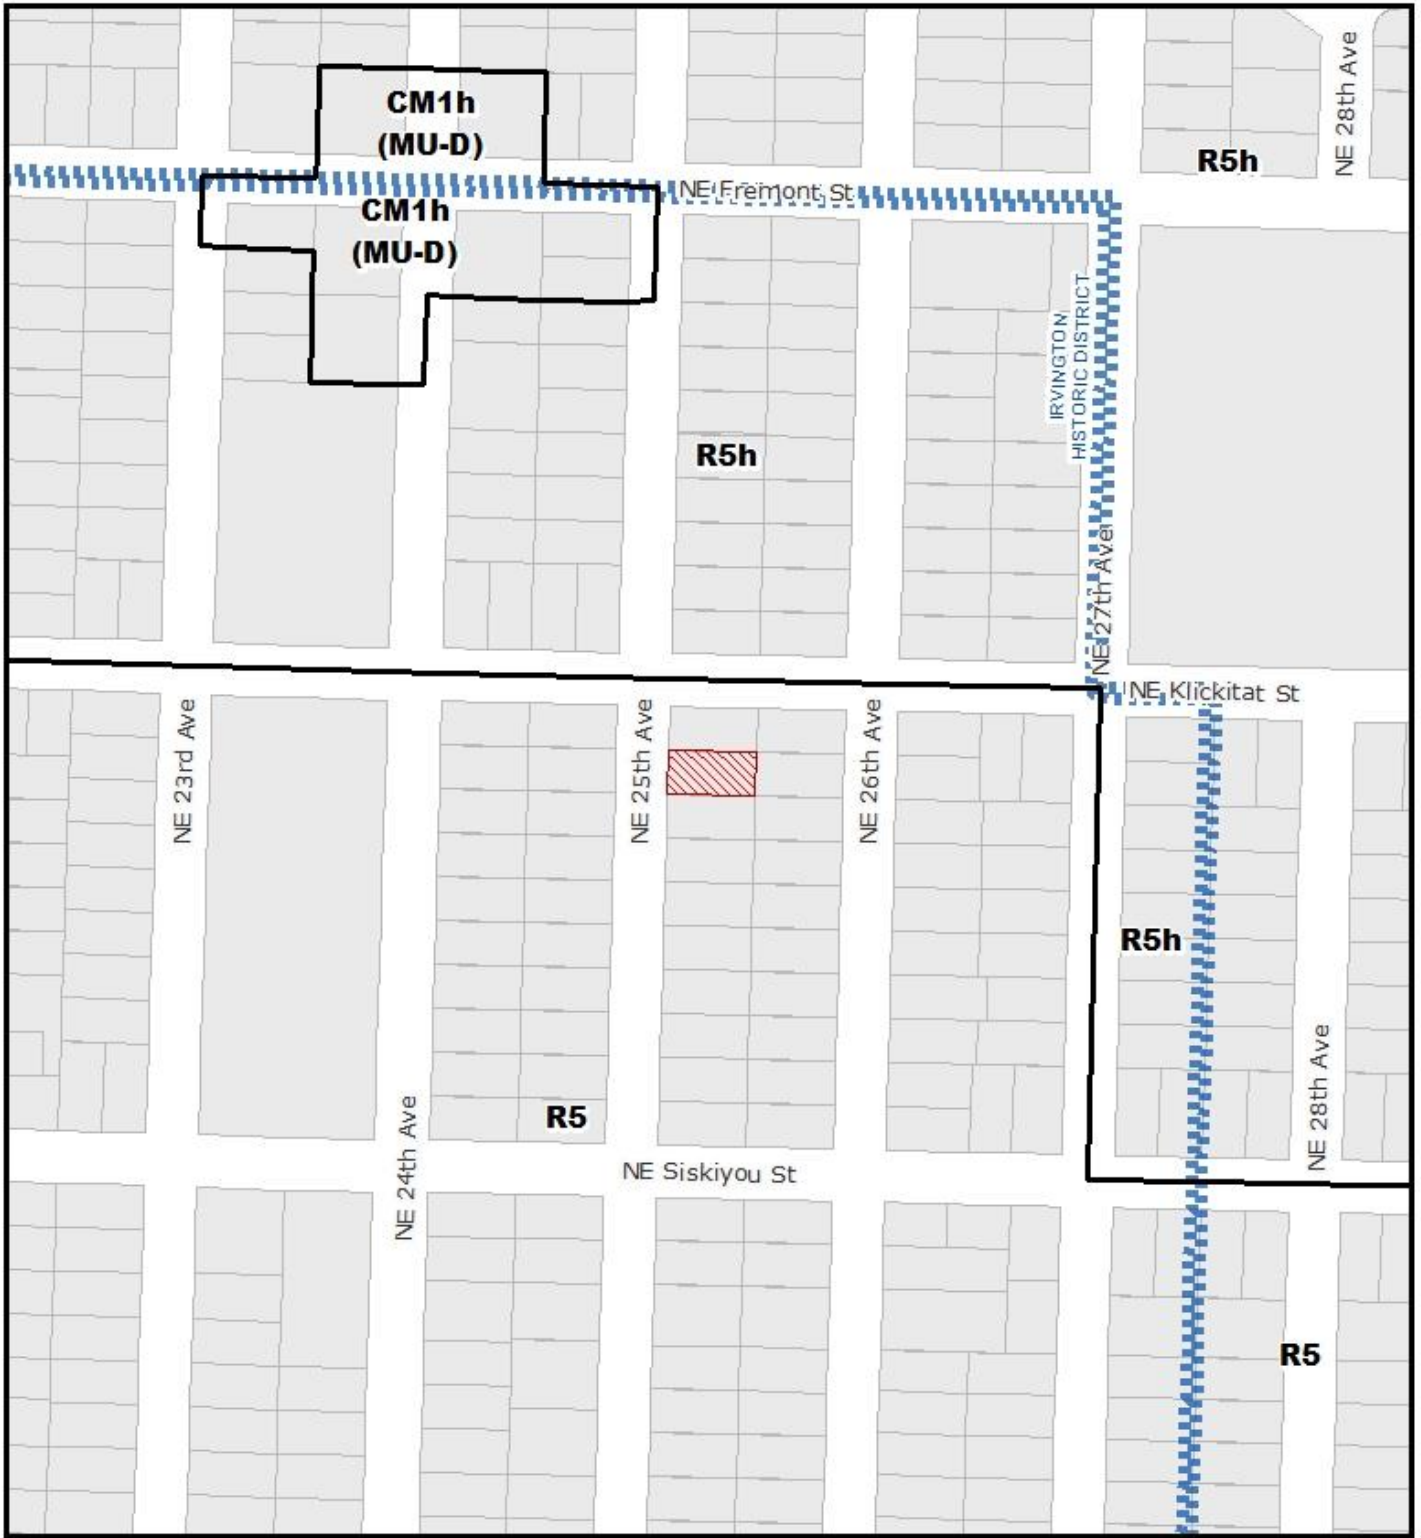 CM1h
(MU-D)
NE 28th Ave
R5h
NE Fremont St
CM1h
(MU-D)
IRVINGTON
HISTORIC DISTRICT
R5h
NE 27th Ave
NE Klickitat St
NE 23rd Ave
NE 25th Ave
NE 26th Ave
R5h
NE 28th Ave
R5
NE 24th Ave
NE Siskiyou St
R5